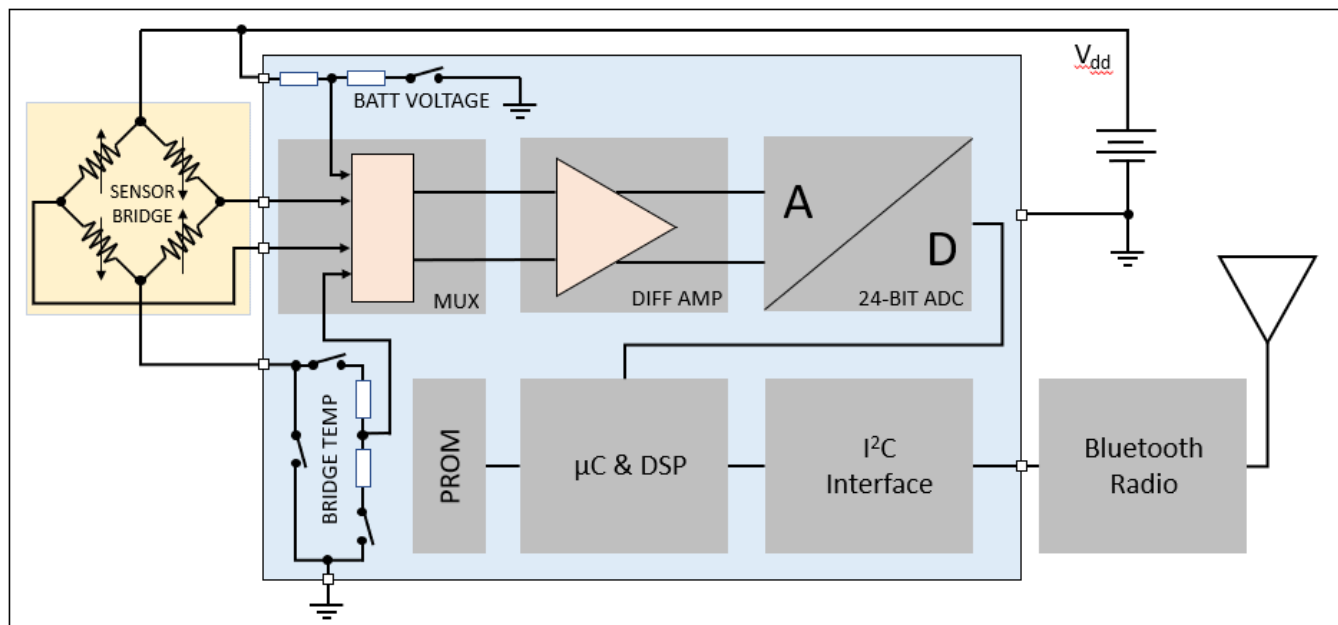 V_dd
BATT VOLTAGE
SENSOR
BRIDGE
A
D
MUX
DIFF AMP
24-BIT ADC
BRIDGE TEMP
PROM
µC & DSP
I²C
Interface
Bluetooth
Radio